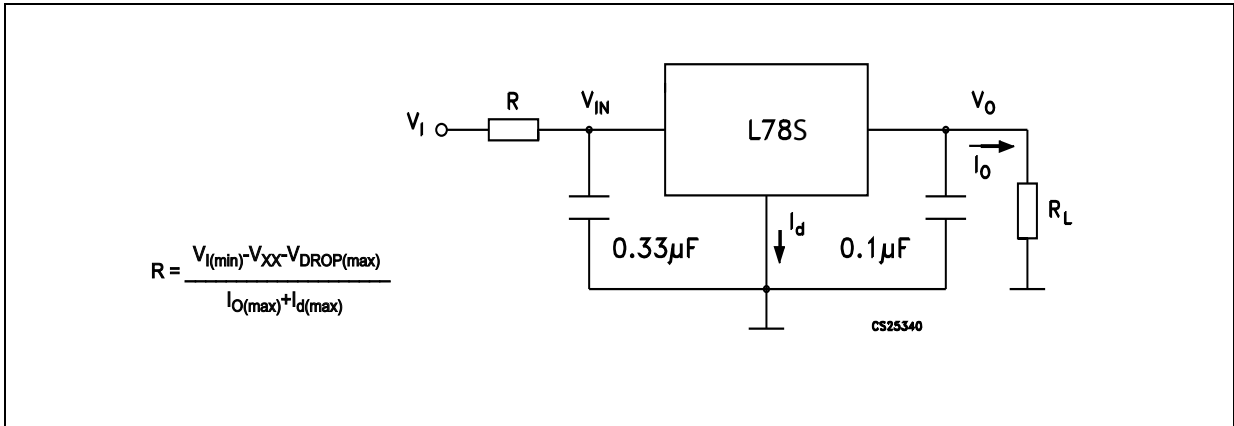 R
V_IN
V_I
L78S
V_O
I_O
R_L
I_d
0.33µF
0.1µF
R = V_I(min)-V_XX-V_DROP(max)
I_O(max)+I_d(max)
CS25340